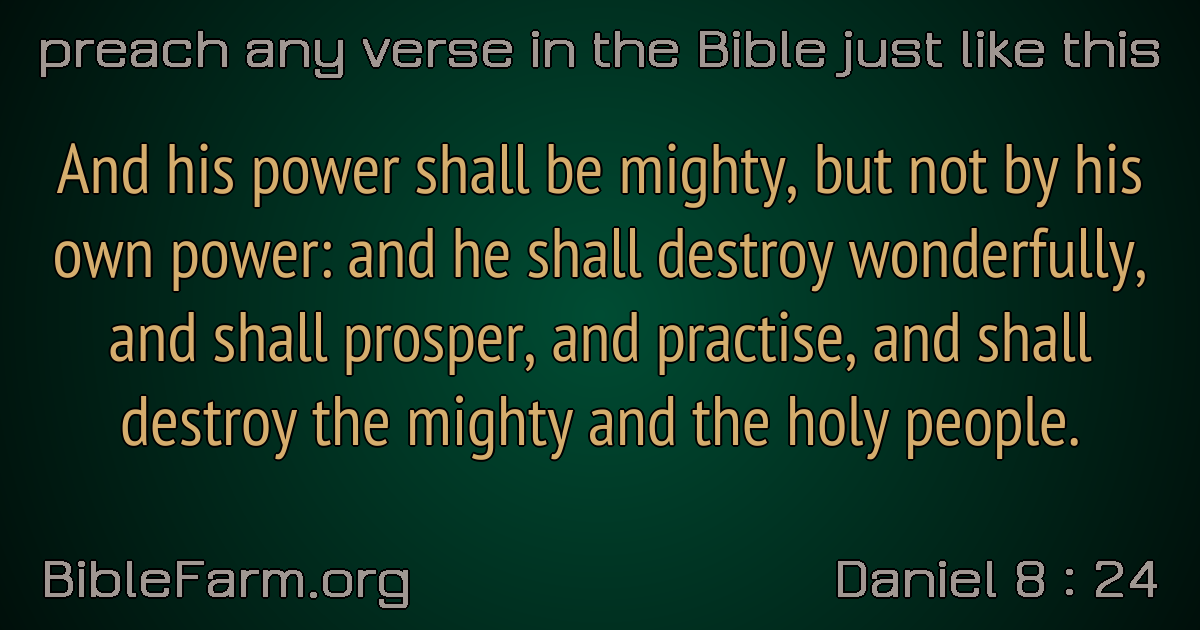 preach any verse in the Bible just like this
And his power shall be mighty, but not by his
own power: and he shall destroy wonderfully,
and shall prosper, and practise, and shall
destroy the mighty and the holy people.
BibleFarm.org
Daniel 8 : 24